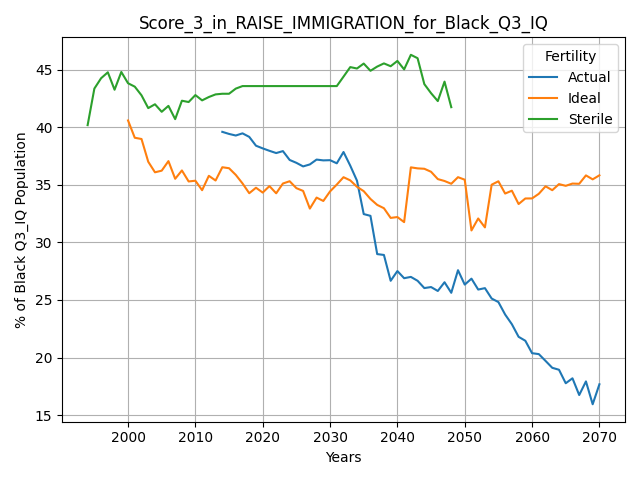 Score_3_in_RAISE_IMMIGRATION_for_Black_Q3_IQ
Fertility
Actual
Ideal
Sterile
% of Black Q3_IQ Population
45
40
35
30
25
20
15
2000 2010 2020 2030 2040 2050 2060 2070
Years